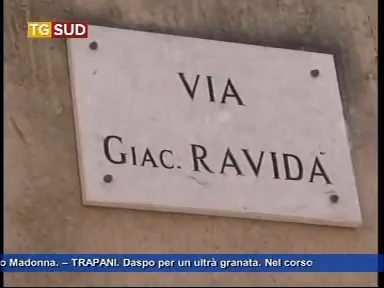 TG SUD
VIA
GIAC. RAVIDÀ
o Madonna. – TRAPANI. Daspo per un ultrà granata. Nel corso